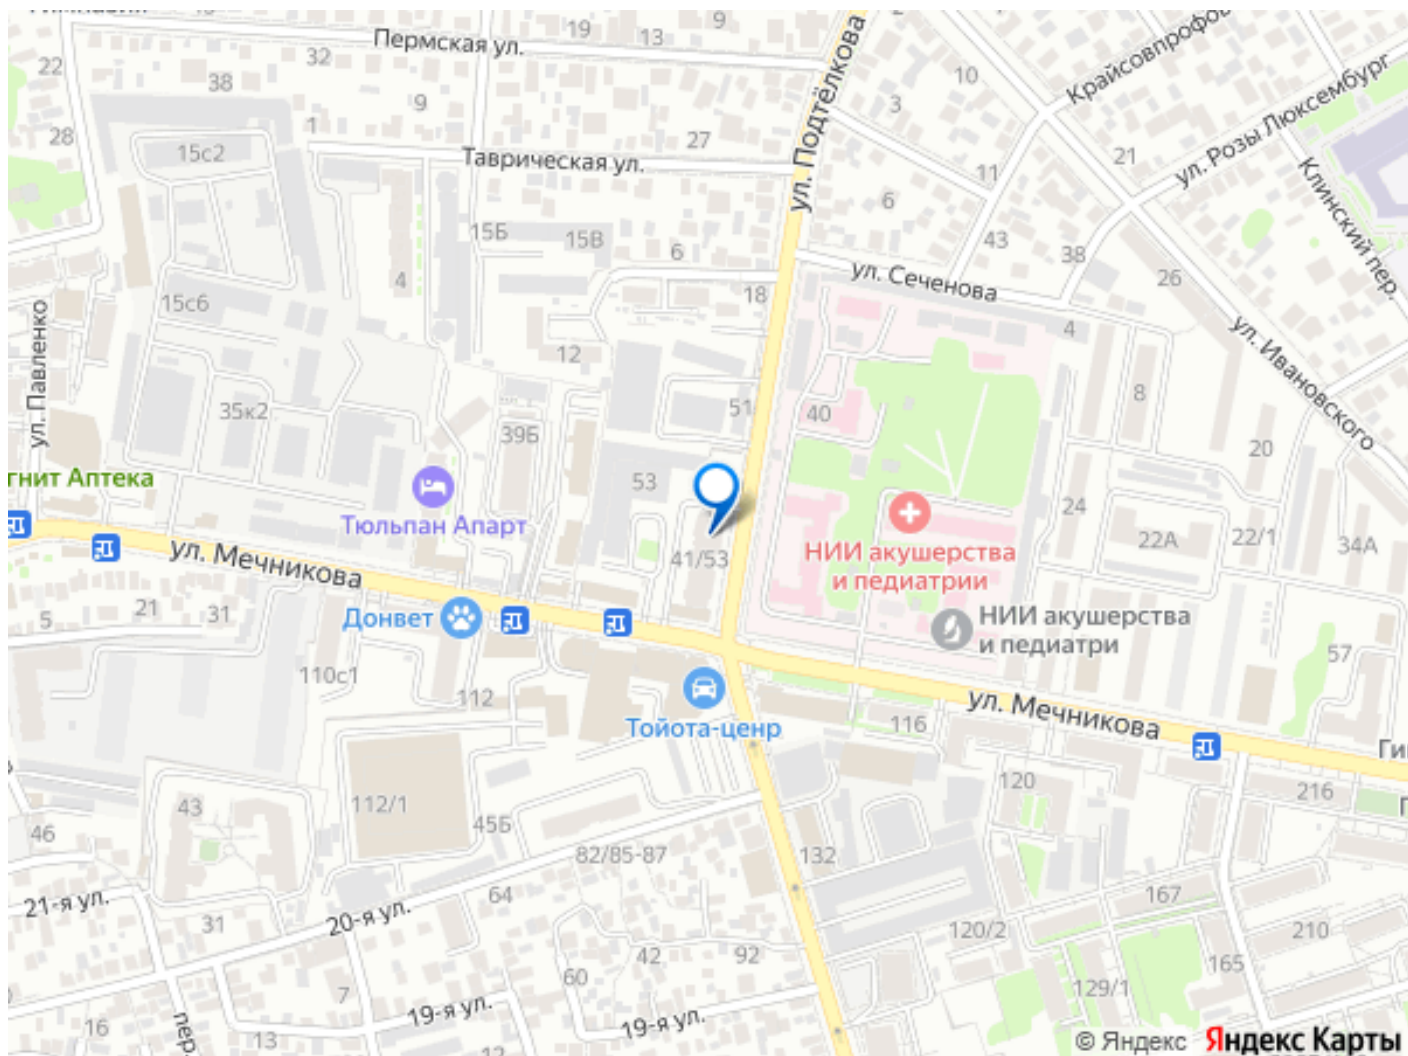 Пермская ул.
19
13
9
32
22
38
9
1
28
15с2
Таврическая ул.
27
ул. Подтёлкова
10
3
Крайсовпрофов
ул. Розы Люксембург
21
11
6
Клинский пер.
43
38
26
ул. Сеченова
15Б
15В
6
4
18
15с6
ул. Павленко
12
4
8
ул. Ивановского
35к2
39Б
51
40
20
гнит Аптека
53
24
Тюльпан Апарт
41/53
НИИ акушерства
и педиатрии
22А
22/1
34А
ул. Мечникова
5
21
31
Донвет
НИИ акушерства
и педиатри
57
110с1
112
Тойота-ценр
116
ул. Мечникова
120
216
43
112/1
45Б
46
82/85-87
132
21-я ул.
31
20-я ул.
64
167
120/2
210
42
92
60
165
129/1
7
19-я ул.
19-я ул.
16
пер.
13
12
© Яндекс
Яндекс Карты